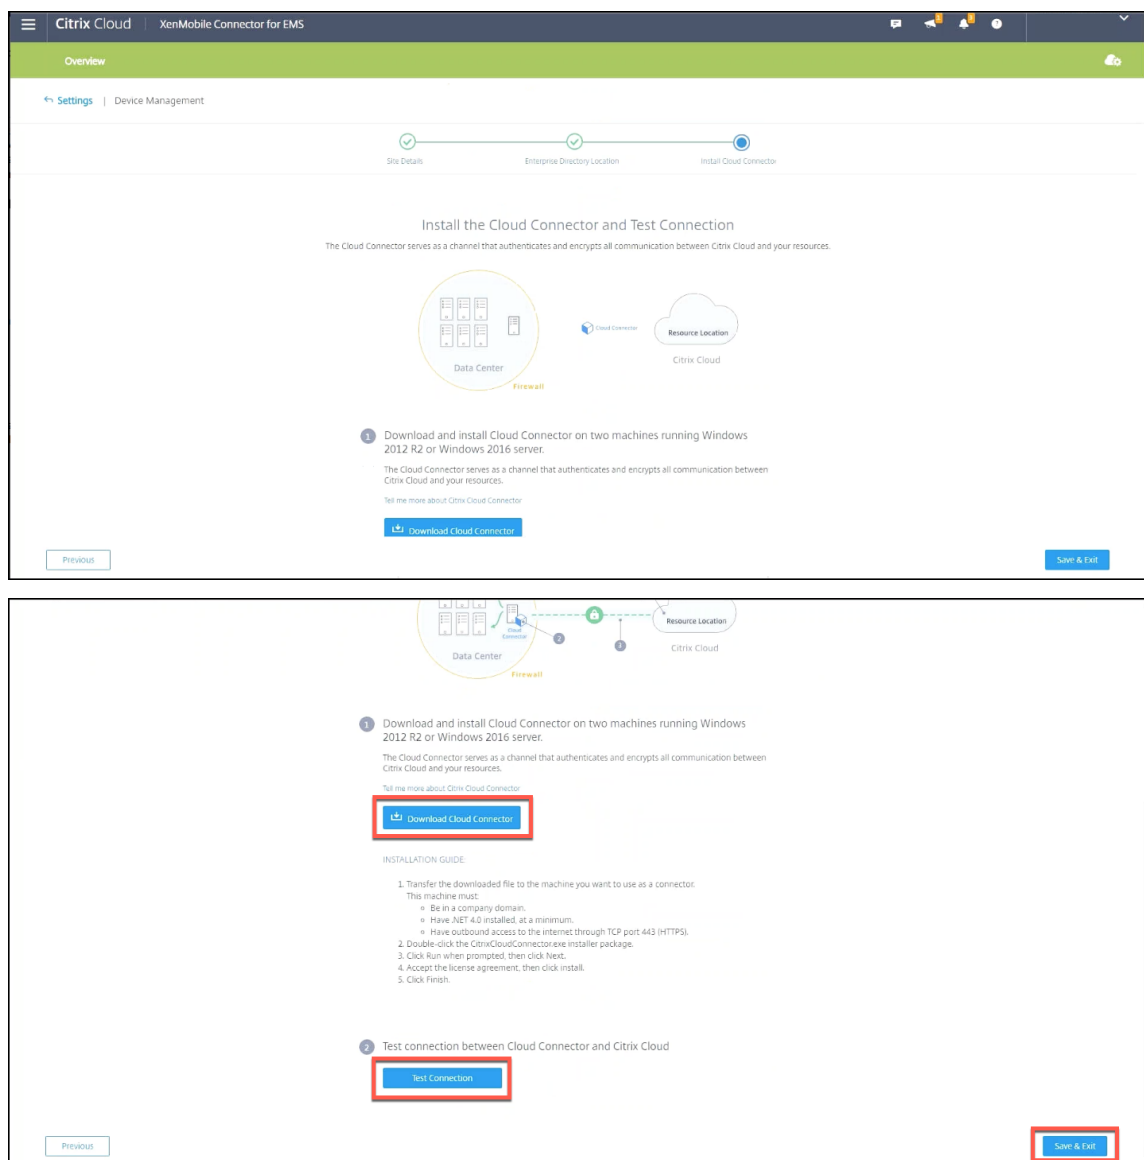 Citrix Cloud XenMobile Connector for EMS
Overview
Settings | Device Management
Site Details Enterprise Directory Location Install Cloud Connector
Install the Cloud Connector and Test Connection
The Cloud Connector serves as a channel that authenticates and encrypts all communication between Citrix Cloud and your resources.
Cloud Connector
Resource Location
Citrix Cloud
Data Center
Firewall
1 Download and install Cloud Connector on two machines running Windows
2012 R2 or Windows 2016 server.
The Cloud Connector serves as a channel that authenticates and encrypts all communication between
Citrix Cloud and your resources.
Tell me more about Citrix Cloud Connector
Download Cloud Connector
Previous Save & Exit
Resource Location
Cloud
Connector
2
3
Citrix Cloud
Data Center
Firewall
1 Download and install Cloud Connector on two machines running Windows
2012 R2 or Windows 2016 server.
The Cloud Connector serves as a channel that authenticates and encrypts all communication between
Citrix Cloud and your resources.
Tell me more about Citrix Cloud Connector
Download Cloud Connector
INSTALLATION GUIDE:
1. Transfer the downloaded file to the machine you want to use as a connector.
This machine must:
Be in a company domain.
Have .NET 4.0 installed, at a minimum.
Have outbound access to the internet through TCP port 443 (HTTPS).
2. Double-click the CitrixCloudConnector.exe installer package.
3. Click Run when prompted, then click Next.
4. Accept the license agreement, then click install.
5. Click Finish.
2 Test connection between Cloud Connector and Citrix Cloud
Test Connection
Previous Save & Exit